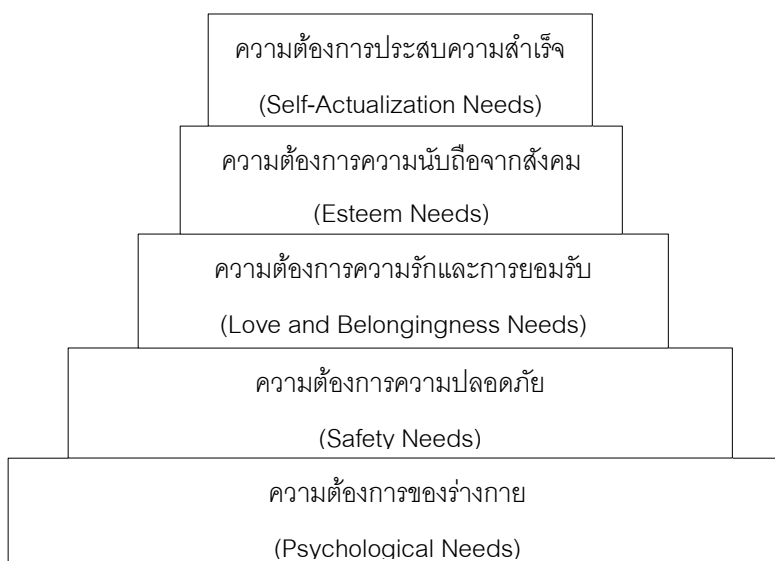 ความต้องการประสบความสำเร็จ
(Self-Actualization Needs)
ความต้องการความนับถือจากสังคม
(Esteem Needs)
ความต้องการความรักและการยอมรับ
(Love and Belongingness Needs)
ความต้องการความปลอดภัย
(Safety Needs)
ความต้องการของร่างกาย
(Psychological Needs)